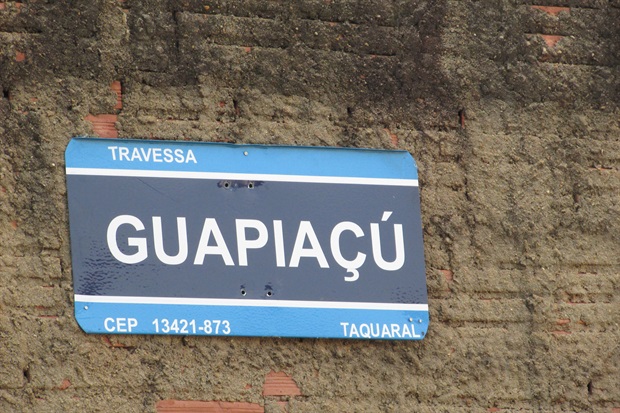 TRAVESSA
GUAPIAÇÚ
CEP 13421-873 TAQUARAL